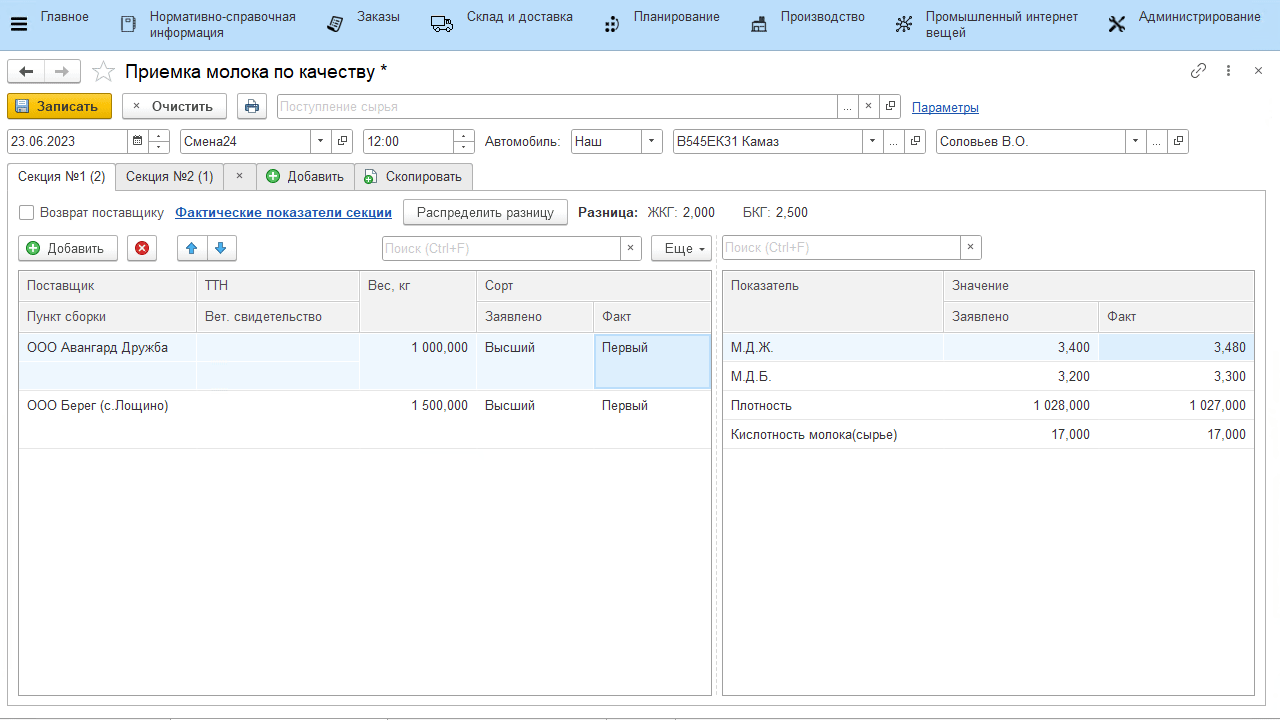 Главное
Нормативно-справочная
информация
Заказы
Склад и доставка
Планирование
Производство
Промышленный интернет
вещей
Администрирование
Приемка молока по качеству *
Записать
Очистить
Поступление сырья
Параметры
23.06.2023
Смена24
12:00
Автомобиль:
Наш
В545ЕК31 Камаз
Соловьев В.О.
Секция №1 (2)
Секция №2 (1)
Добавить
Скопировать
Возврат поставщику
Фактические показатели секции
Распределить разницу
Разница: ЖКГ: 2,000 БКГ: 2,500
Добавить
Поиск (Ctrl+F)
Еще
Поиск (Ctrl+F)
Поставщик ТТН Вес, кг Сорт
Пункт сборки Вет. свидетельство Заявлено Факт
ООО Авангард Дружба 1 000,000 Высший Первый
ООО Берег (с.Лощино) 1 500,000 Высший Первый
Показатель Значение
Заявлено Факт
М.Д.Ж. 3,400 3,480
М.Д.Б. 3,200 3,300
Плотность 1 028,000 1 027,000
Кислотность молока(сырье) 17,000 17,000